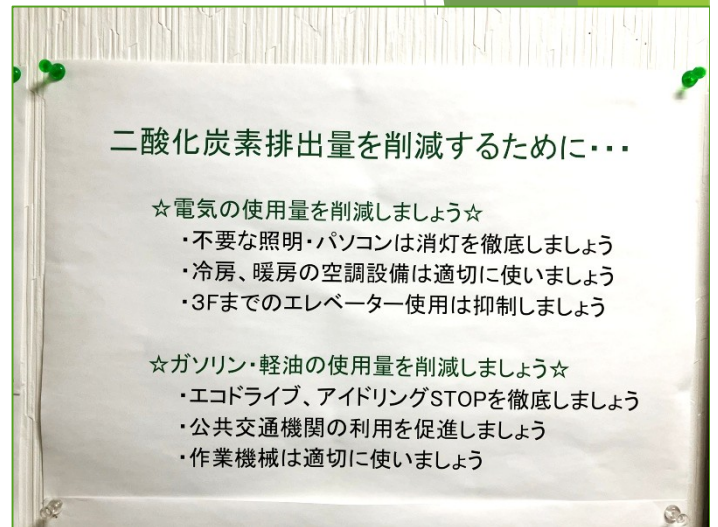 二酸化炭素排出量を削減するために・・・
☆電気の使用量を削減しましょう☆
・不要な照明・パソコンは消灯を徹底しましょう
・冷房、暖房の空調設備は適切に使いましょう
・3Fまでのエレベーター使用は抑制しましょう
☆ガソリン・軽油の使用量を削減しましょう☆
・エコドライブ、アイドリングSTOPを徹底しましょう
・公共交通機関の利用を促進しましょう
・作業機械は適切に使いましょう